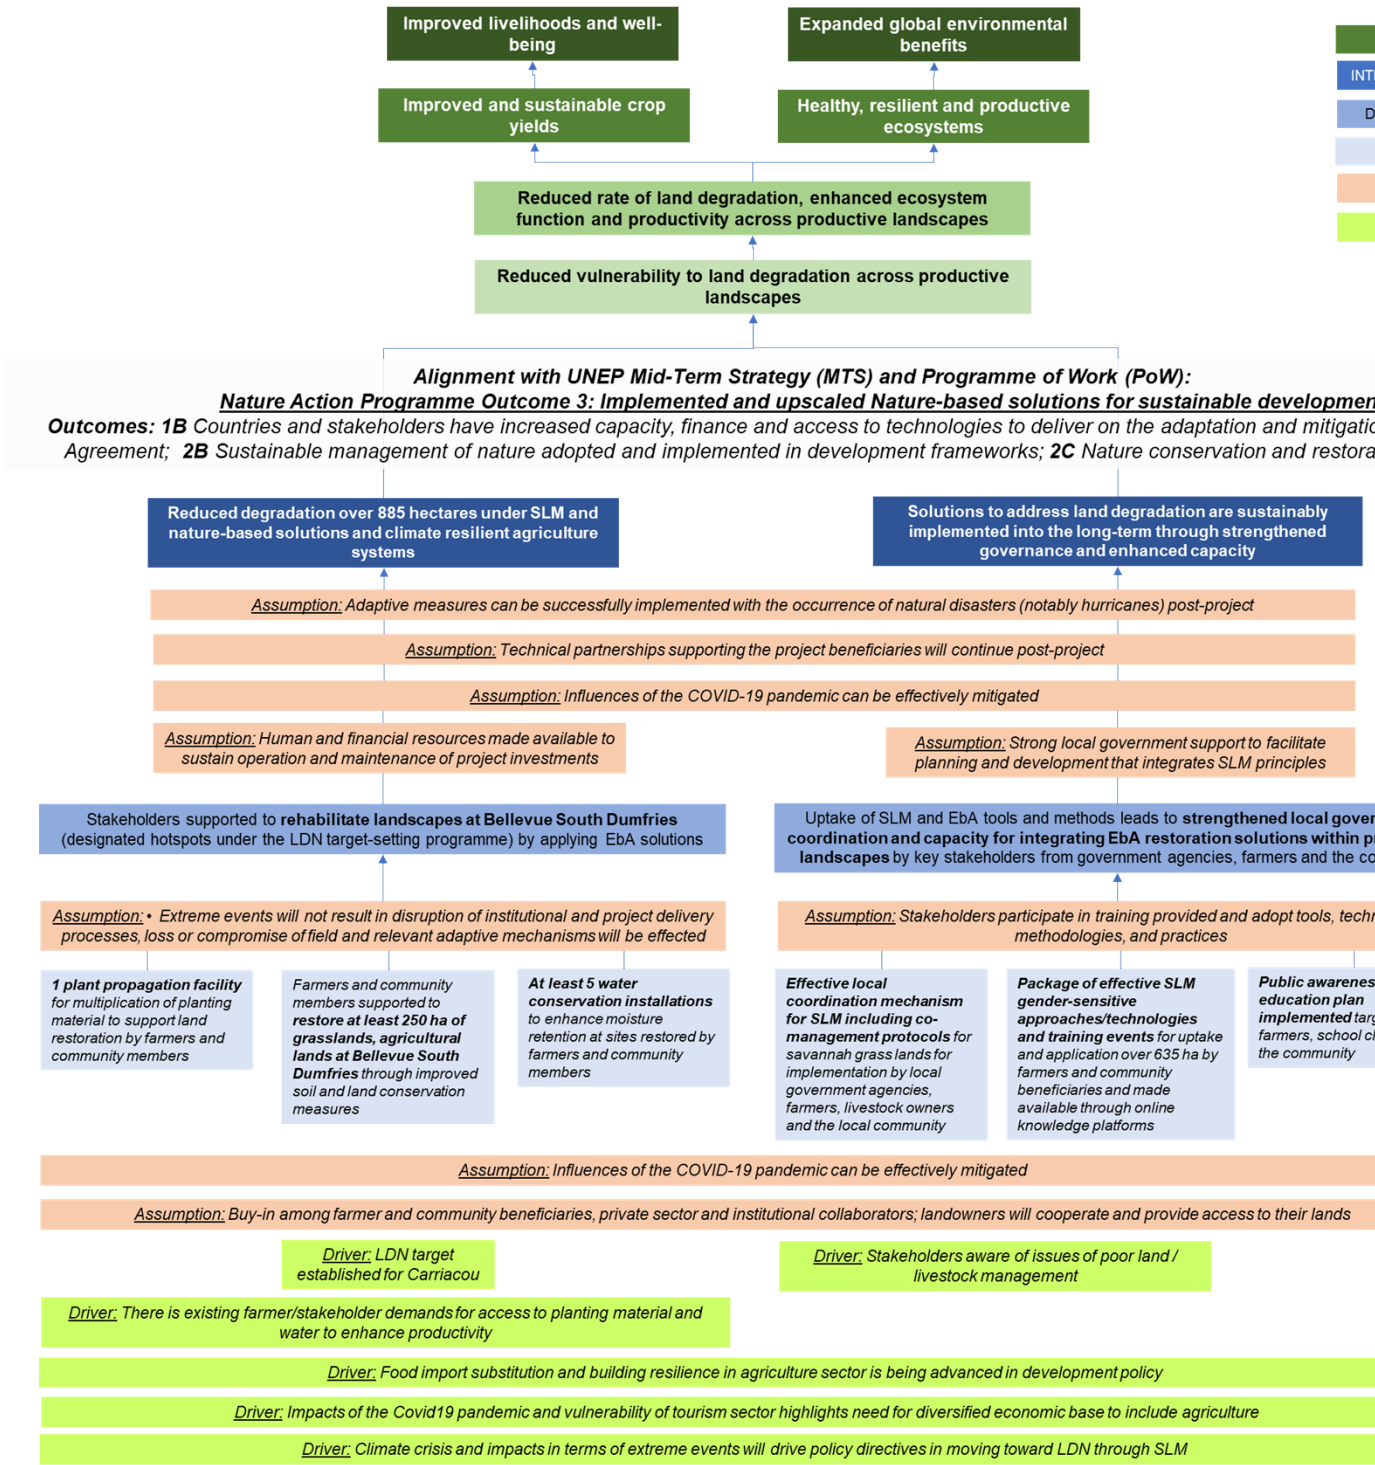 Improved livelihoods and well-
being
Expanded global environmental
benefits
Improved and sustainable crop
yields
Healthy, resilient and productive
ecosystems
INT
D
Reduced rate of land degradation, enhanced ecosystem
function and productivity across productive landscapes
Reduced vulnerability to land degradation across productive
landscapes
Alignment with UNEP Mid-Term Strategy (MTS) and Programme of Work (PoW):
Nature Action Programme Outcome 3: Implemented and upscaled Nature-based solutions for sustainable developmen
Outcomes: 1B Countries and stakeholders have increased capacity, finance and access to technologies to deliver on the adaptation and mitigatio
Agreement; 2B Sustainable management of nature adopted and implemented in development frameworks; 2C Nature conservation and restora
Reduced degradation over 885 hectares under SLM and
nature-based solutions and climate resilient agriculture
systems
Solutions to address land degradation are sustainably
implemented into the long-term through strengthened
governance and enhanced capacity
Assumption: Adaptive measures can be successfully implemented with the occurrence of natural disasters (notably hurricanes) post-project
Assumption: Technical partnerships supporting the project beneficiaries will continue post-project
Assumption: Influences of the COVID-19 pandemic can be effectively mitigated
Assumption: Human and financial resources made available to
sustain operation and maintenance of project investments
Assumption: Strong local government support to facilitate
planning and development that integrates SLM principles
Stakeholders supported to rehabilitate landscapes at Bellevue South Dumfries
(designated hotspots under the LDN target-setting programme) by applying EbA solutions
Uptake of SLM and EbA tools and methods leads to strengthened local gover
coordination and capacity for integrating EbA restoration solutions within pr
landscapes by key stakeholders from government agencies, farmers and the co
Assumption: • Extreme events will not result in disruption of institutional and project delivery
processes, loss or compromise of field and relevant adaptive mechanisms will be effected
Assumption: Stakeholders participate in training provided and adopt tools, techn
methodologies, and practices
1 plant propagation facility
for multiplication of planting
material to support land
restoration by farmers and
community members
Farmers and community
members supported to
restore at least 250 ha of
grasslands, agricultural
lands at Bellevue South
Dumfries through improved
soil and land conservation
measures
At least 5 water
conservation installations
to enhance moisture
retention at sites restored by
farmers and community
members
Effective local
coordination mechanism
for SLM including co-
management protocols for
savannah grass lands for
implementation by local
government agencies,
farmers, livestock owners
and the local community
Package of effective SLM
gender-sensitive
approaches/technologies
and training events for uptake
and application over 635 ha by
farmers and community
beneficiaries and made
available through online
knowledge platforms
Public awarenes
education plan
implemented targ
farmers, school c
the community
Assumption: Influences of the COVID-19 pandemic can be effectively mitigated
Assumption: Buy-in among farmer and community beneficiaries, private sector and institutional collaborators; landowners will cooperate and provide access to their lands
Driver: LDN target
established for Carriacou
Driver: Stakeholders aware of issues of poor land /
livestock management
Driver: There is existing farmer/stakeholder demands for access to planting material and
water to enhance productivity
Driver: Food import substitution and building resilience in agriculture sector is being advanced in development policy
Driver: Impacts of the Covid19 pandemic and vulnerability of tourism sector highlights need for diversified economic base to include agriculture
Driver: Climate crisis and impacts in terms of extreme events will drive policy directives in moving toward LDN through SLM